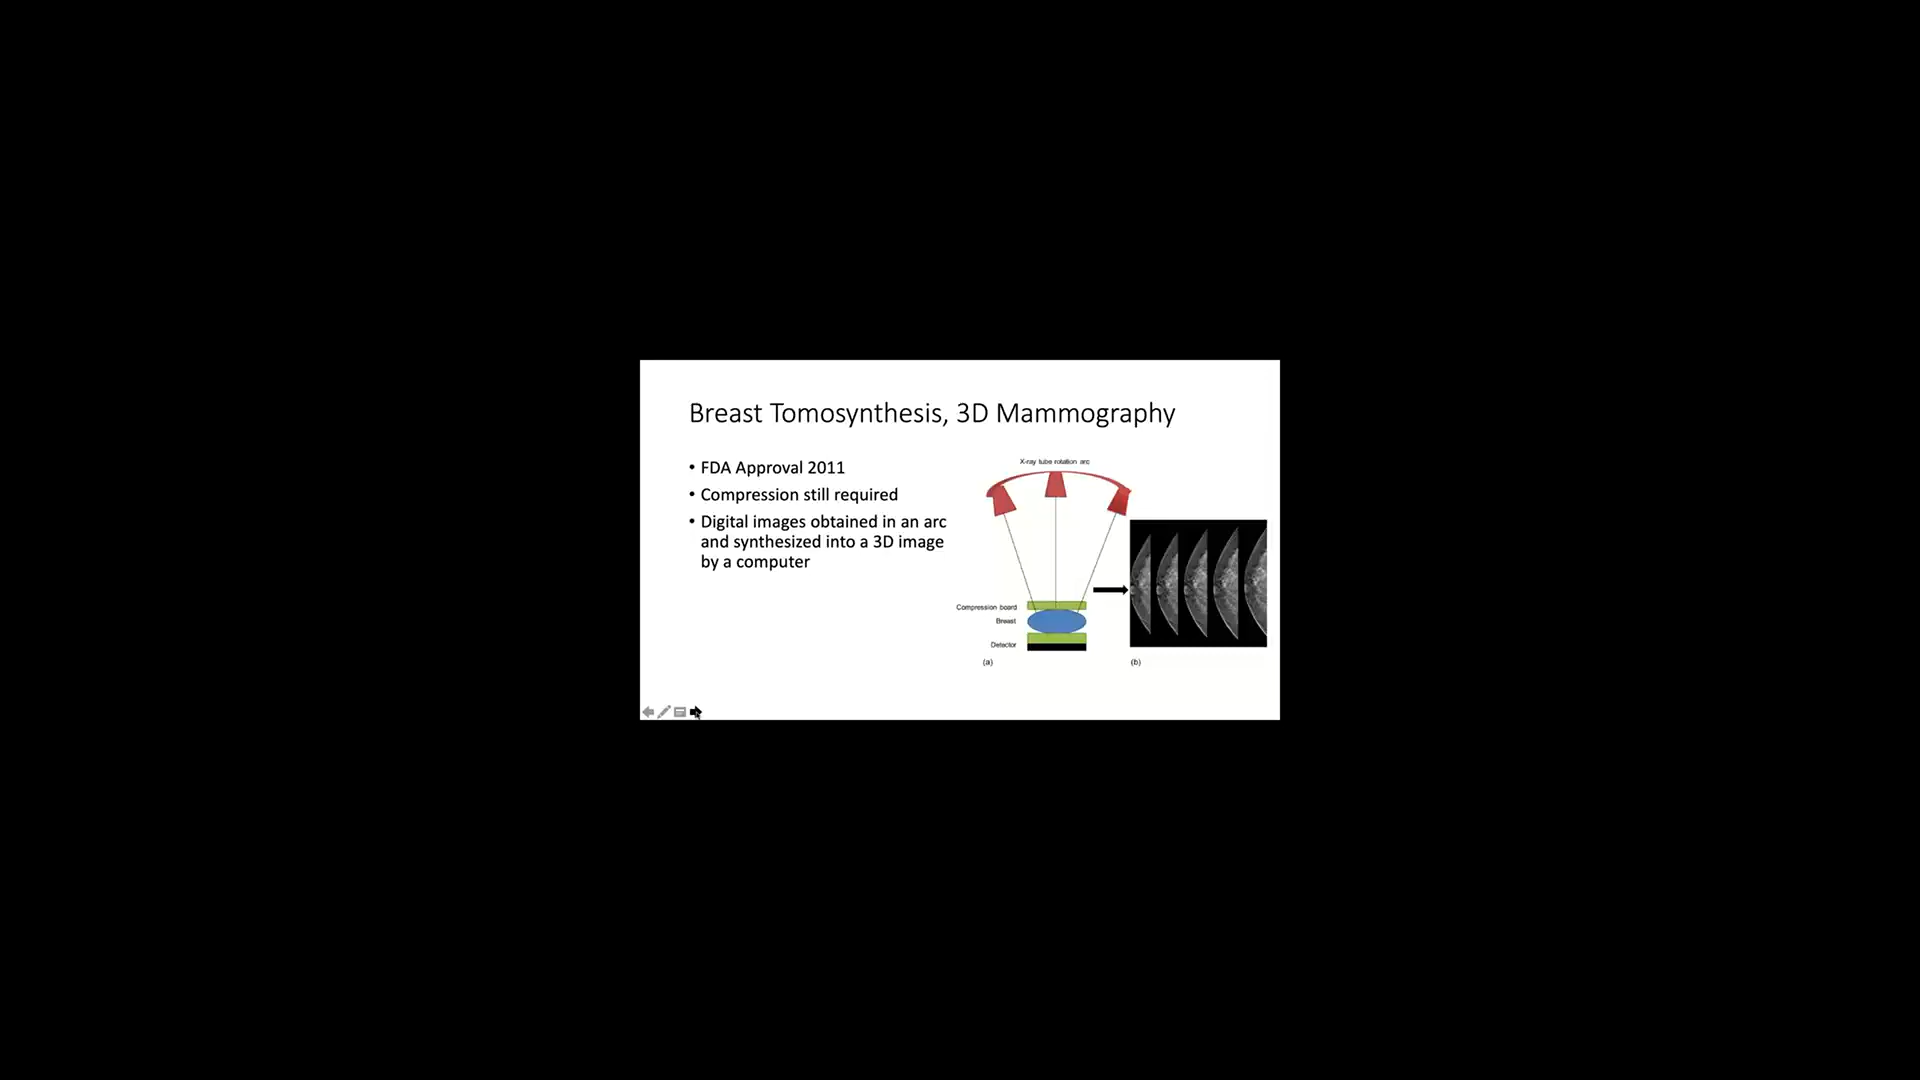 Breast Tomosynthesis, 3D Mammography
• FDA Approval 2011
• Compression still required
• Digital images obtained in an arc
and synthesized into a 3D image
by a computer
X-ray tube rotation arc
Compression board
Breast
Detector
(a)
(b)